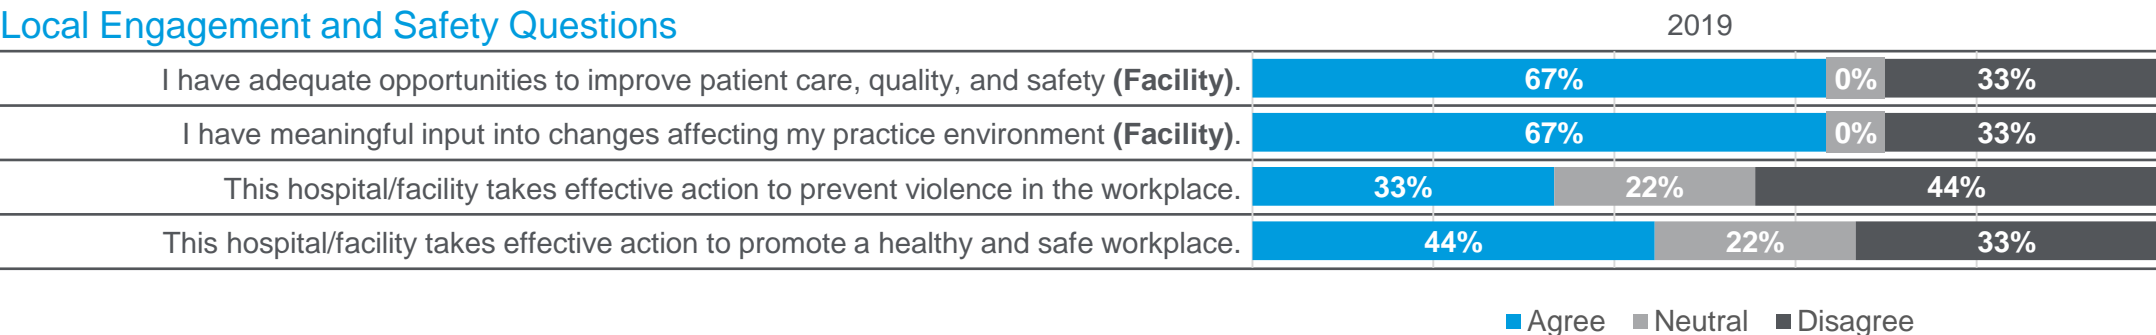 Local Engagement and Safety Questions 2019
I have adequate opportunities to improve patient care, quality, and safety (Facility). 67% 0% 33%
I have meaningful input into changes affecting my practice environment (Facility). 67% 0% 33%
This hospital/facility takes effective action to prevent violence in the workplace. 33% 22% 44%
This hospital/facility takes effective action to promote a healthy and safe workplace. 44% 22% 33%
Agree Neutral Disagree